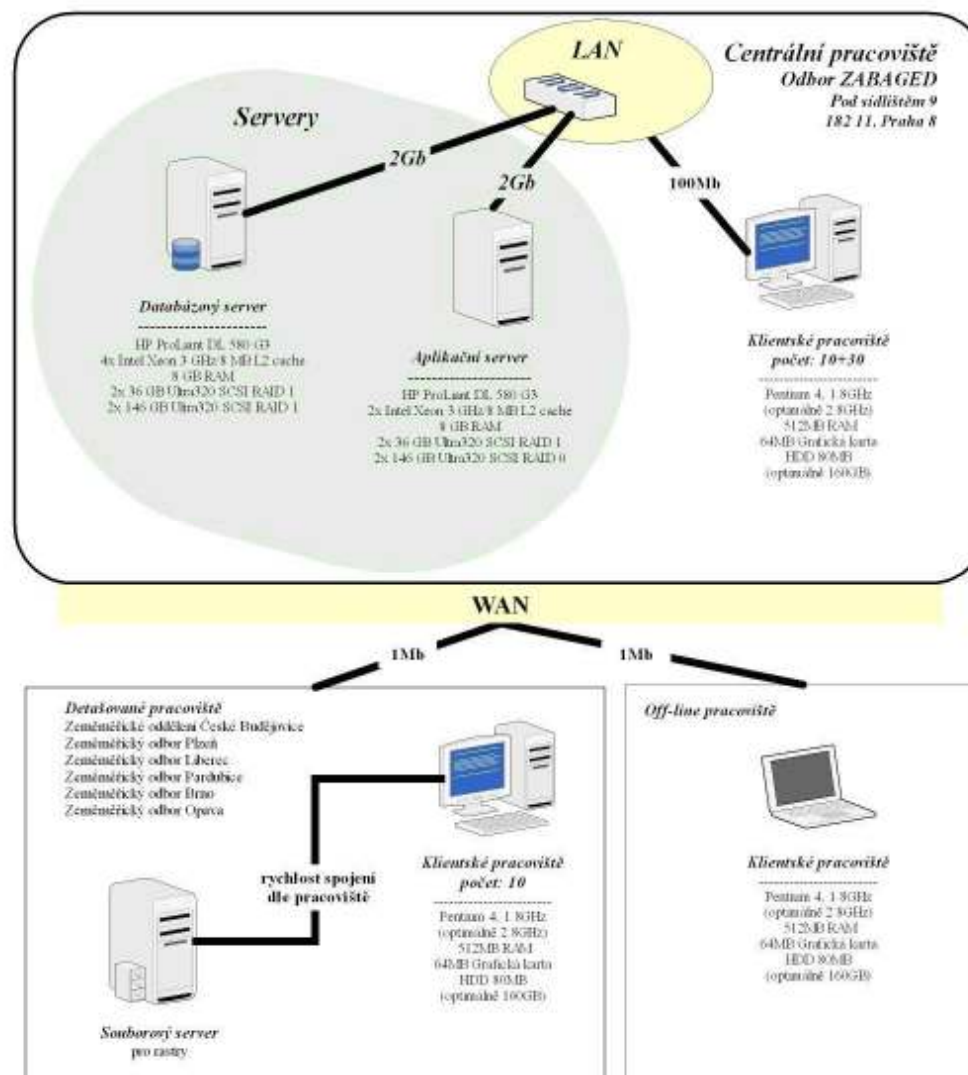 LAN
Centrální pracoviště
Odbor ZABAGED
Pod sídlištěm 9
182 11, Praha 8
Servery
2Gb
2Gb
100Mb
Databázový server
HP ProLiant DL 580 G3
4x Intel Xeon 3 GHz/8 MB L2 cache
8 GB RAM
2x 36 GB Ultra320 SCSI RAID 1
2x 146 GB Ultra320 SCSI RAID 1
Aplikační server
HP ProLiant DL 580 G3
2x Intel Xeon 3 GHz/8 MB L2 cache
8 GB RAM
2x 36 GB Ultra320 SCSI RAID 1
2x 146 GB Ultra320 SCSI RAID 0
Klientské pracoviště
počet: 10+30
Pentium 4, 1.8GHz
(optimálně 2.8GHz)
512MB RAM
64MB Grafická karta
HDD 80MB
(optimálně 160GB)
WAN
1Mb
1Mb
Detašované pracoviště
Zeměměřické oddělení České Budějovice
Zeměměřický odbor Plzeň
Zeměměřický odbor Liberec
Zeměměřický odbor Pardubice
Zeměměřický odbor Brno
Zeměměřický odbor Opava
rychlost spojení
dle pracoviště
Souborový server
pro rastry
Klientské pracoviště
počet: 10
Pentium 4, 1.8GHz
(optimálně 2.8GHz)
512MB RAM
64MB Grafická karta
HDD 80MB
(optimálně 160GB)
Off-line pracoviště
Klientské pracoviště
Pentium 4, 1.8GHz
(optimálně 2.8GHz)
512MB RAM
64MB Grafická karta
HDD 80MB
(optimálně 160GB)